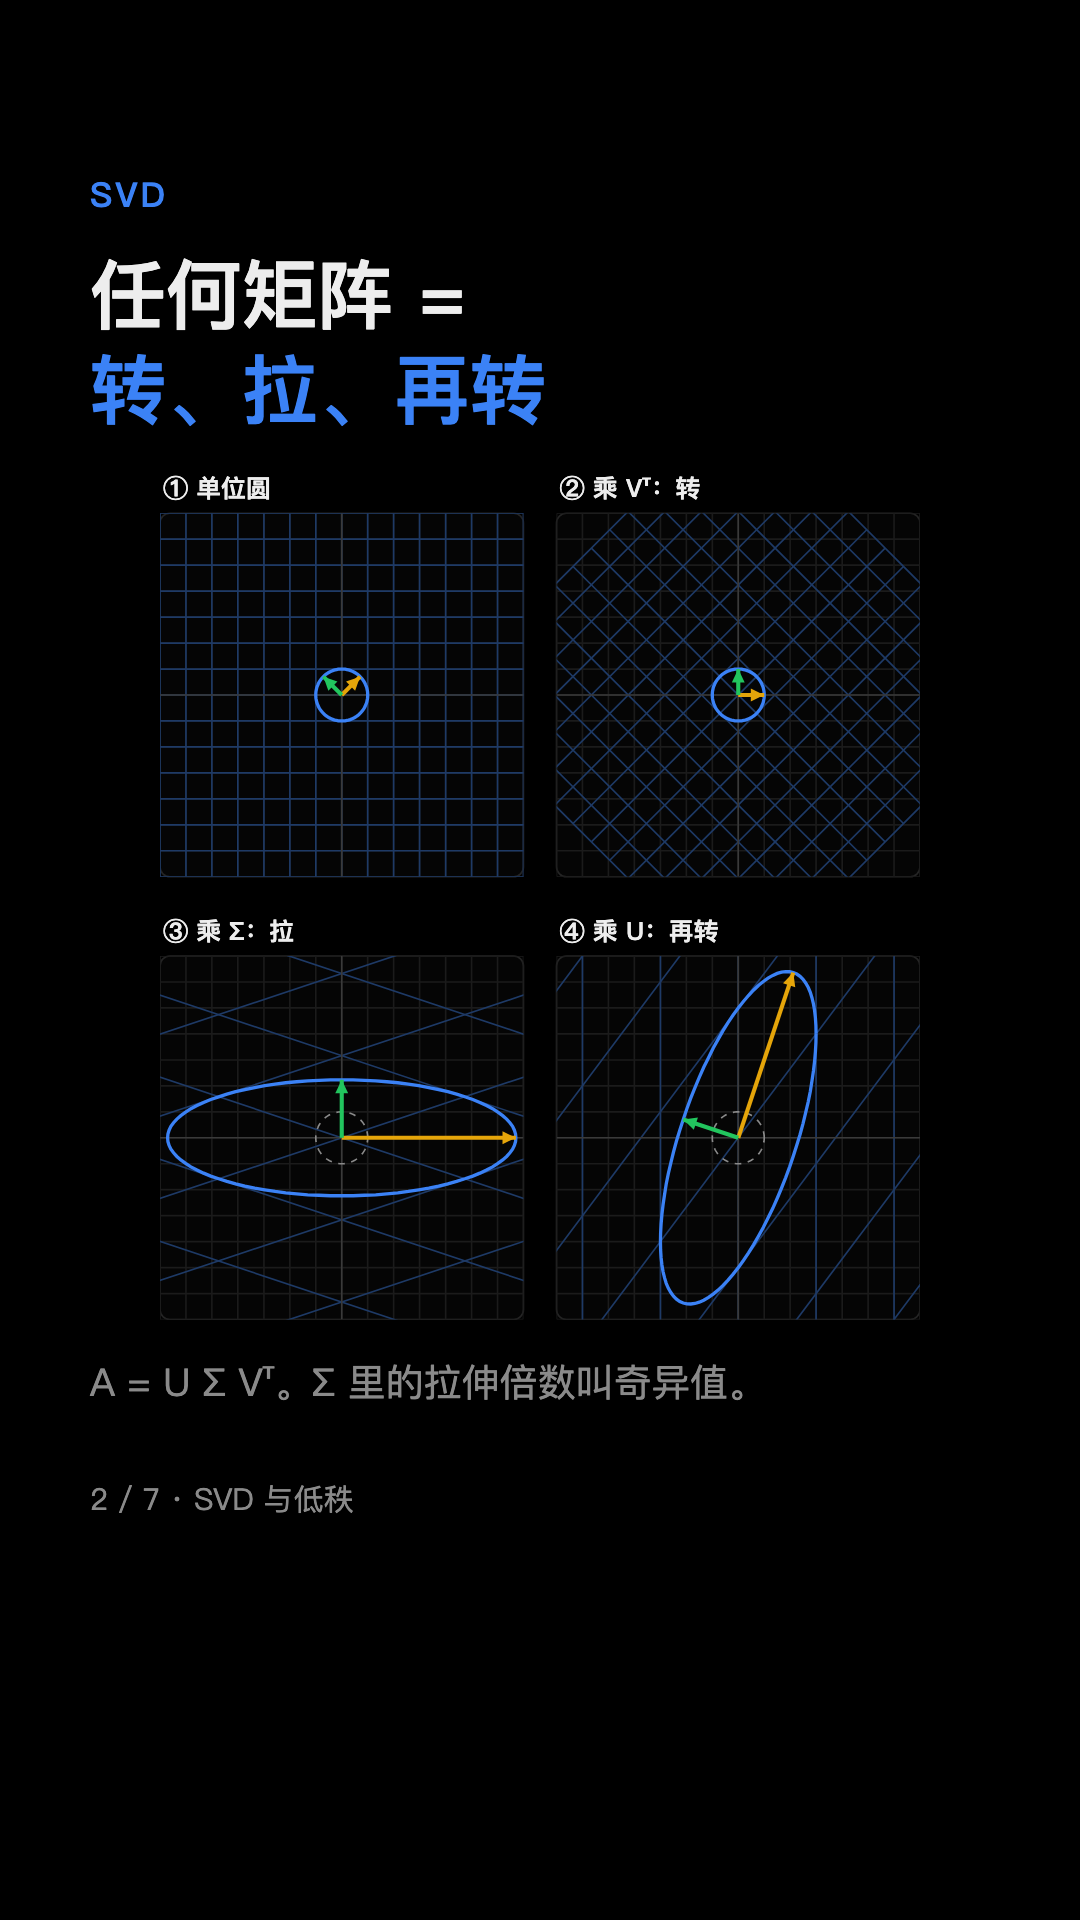 SVD
任何矩阵 =
转、拉、再转
① 单位圆
② 乘 Vᵀ：转
③ 乘 Σ：拉
④ 乘 U：再转
A = U Σ Vᵀ。Σ 里的拉伸倍数叫奇异值。
2 / 7 · SVD 与低秩